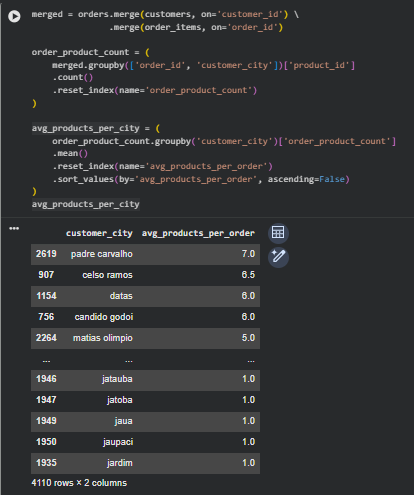 merged = orders.merge(customers, on='customer_id') \
.merge(order_items, on='order_id')
order_product_count = (
merged.groupby(['order_id', 'customer_city'])['product_id']
.count()
.reset_index(name='order_product_count')
)
avg_products_per_city = (
order_product_count.groupby('customer_city')['order_product_count']
.mean()
.reset_index(name='avg_products_per_order')
.sort_values(by='avg_products_per_order', ascending=False)
)
avg_products_per_city
customer_city avg_products_per_order
2619 padre carvalho 7.0
907 celso ramos 6.5
1154 datas 6.0
756 candido godoi 6.0
2264 matias olimpio 5.0
... ... ...
1946 jatauba 1.0
1947 jatoba 1.0
1949 jaua 1.0
1950 jaupaci 1.0
1935 jardim 1.0
4110 rows × 2 columns